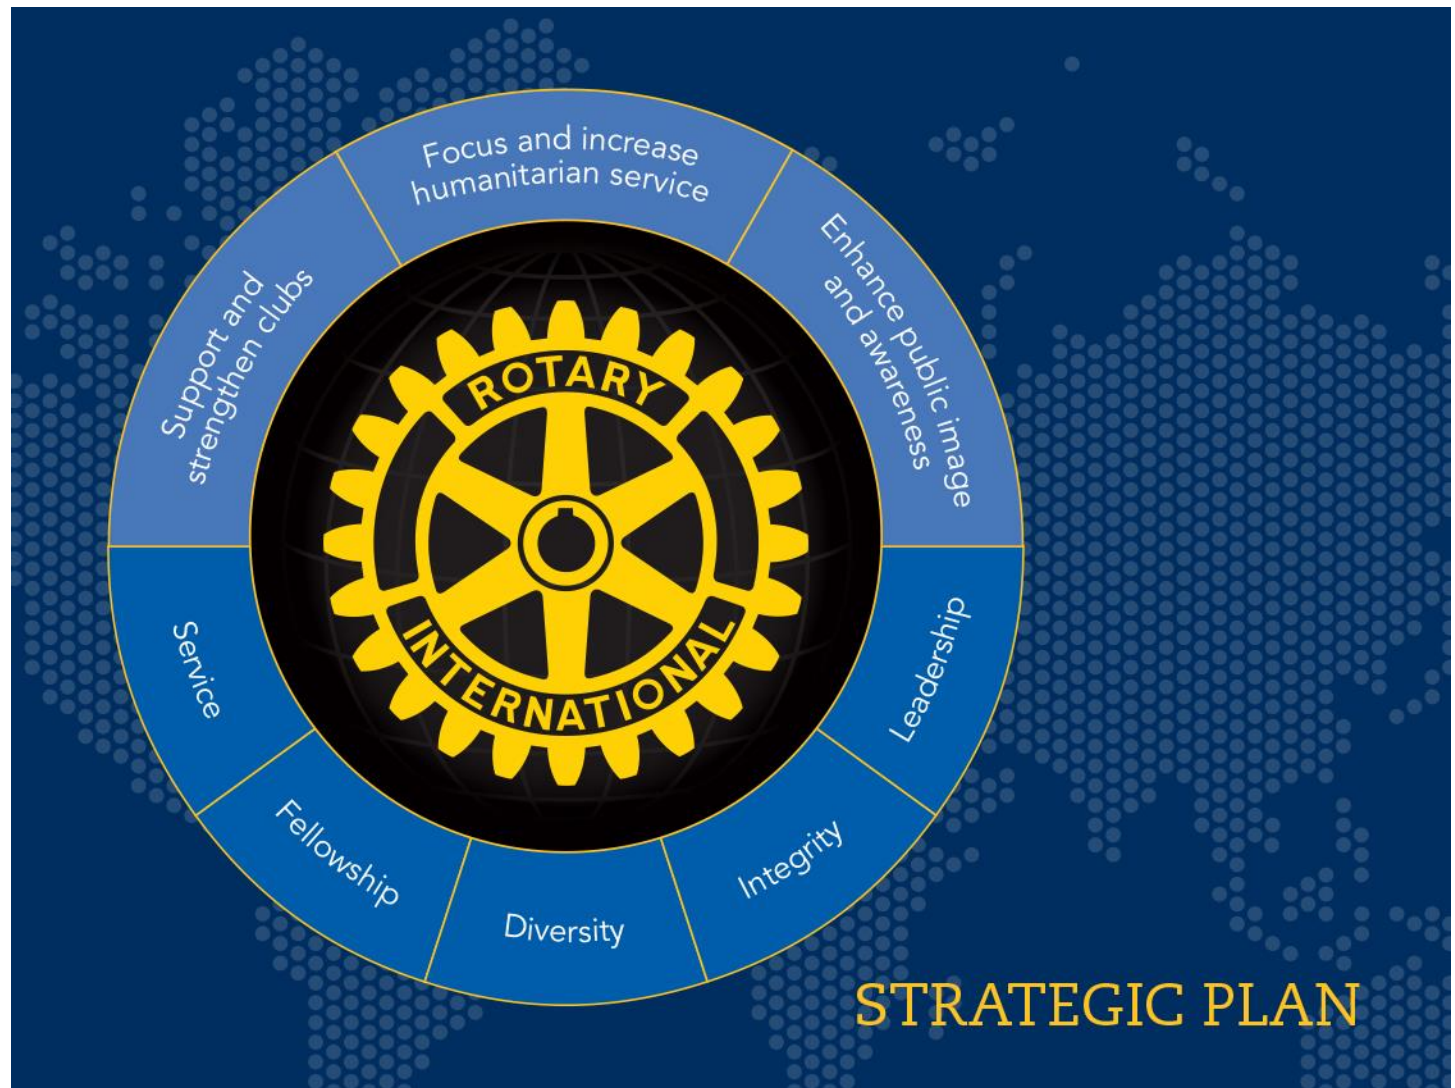 Focus and increase
humanitarian service
Enhance public image
and awareness
Support and
strengthen clubs
ROTARY
INTERNATIONAL
Service
Fellowship
Diversity
Integrity
Leadership
STRATEGIC PLAN